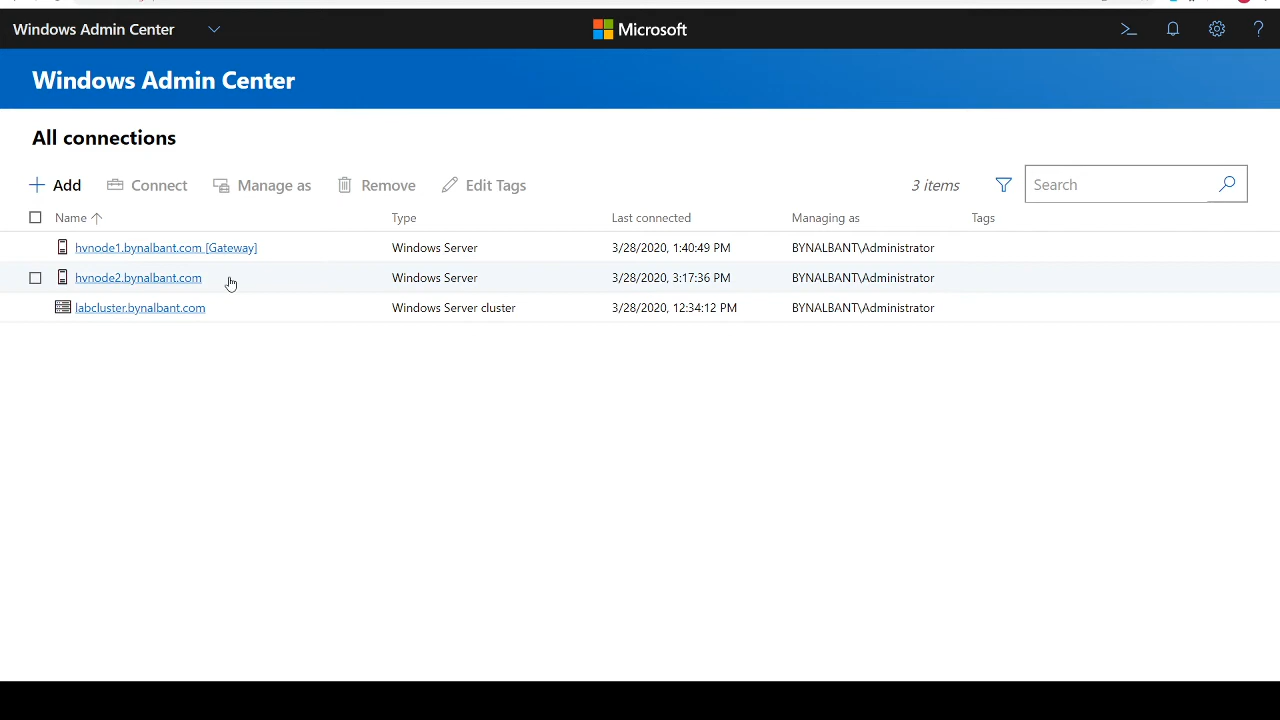 Windows Admin Center
Microsoft
Windows Admin Center
All connections
Add Connect Manage as Remove Edit Tags 3 items Search
Name Type Last connected Managing as Tags
hvnode1.bynalbant.com [Gateway] Windows Server 3/28/2020, 1:40:49 PM BYNALBANT\Administrator
hvnode2.bynalbant.com Windows Server 3/28/2020, 3:17:36 PM BYNALBANT\Administrator
labcluster.bynalbant.com Windows Server cluster 3/28/2020, 12:34:12 PM BYNALBANT\Administrator